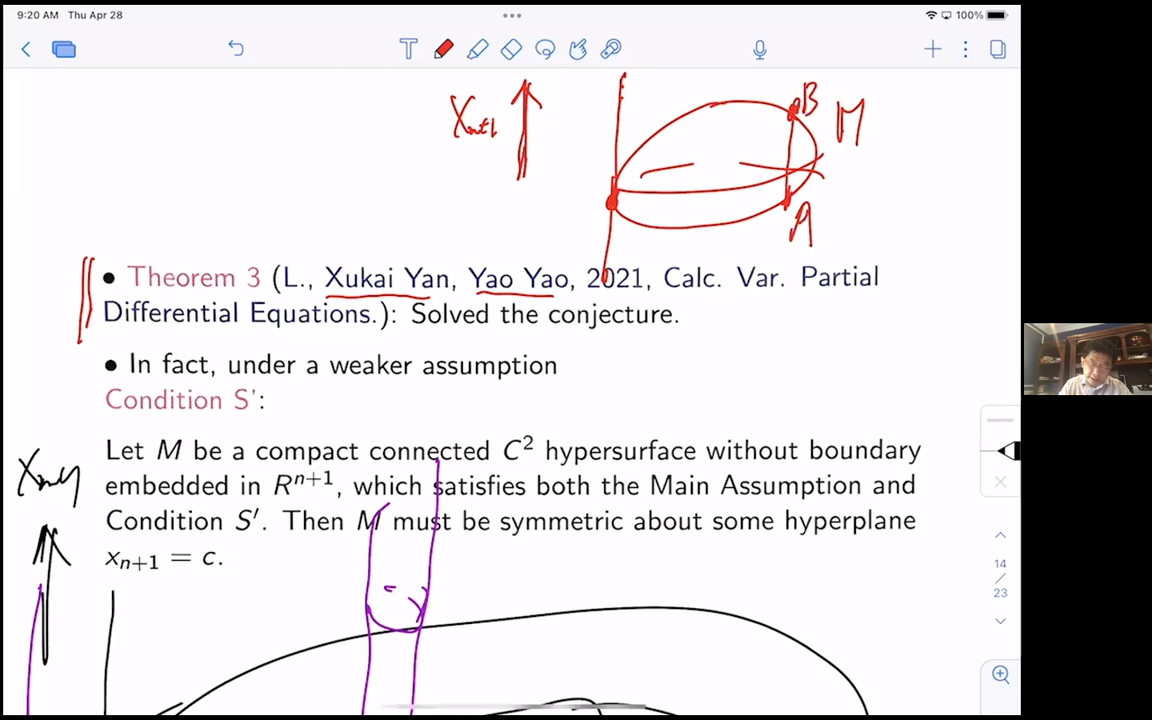 9:20 AM Thu Apr 28
100%
T
X_{n+1}
B
M
A
• Theorem 3 (L., Xukai Yan, Yao Yao, 2021, Calc. Var. Partial
Differential Equations.): Solved the conjecture.
• In fact, under a weaker assumption
Condition S':
Let M be a compact connected C² hypersurface without boundary
embedded in Rⁿ⁺¹, which satisfies both the Main Assumption and
Condition S′. Then M must be symmetric about some hyperplane
xₙ₊₁ = c.
14
/
23